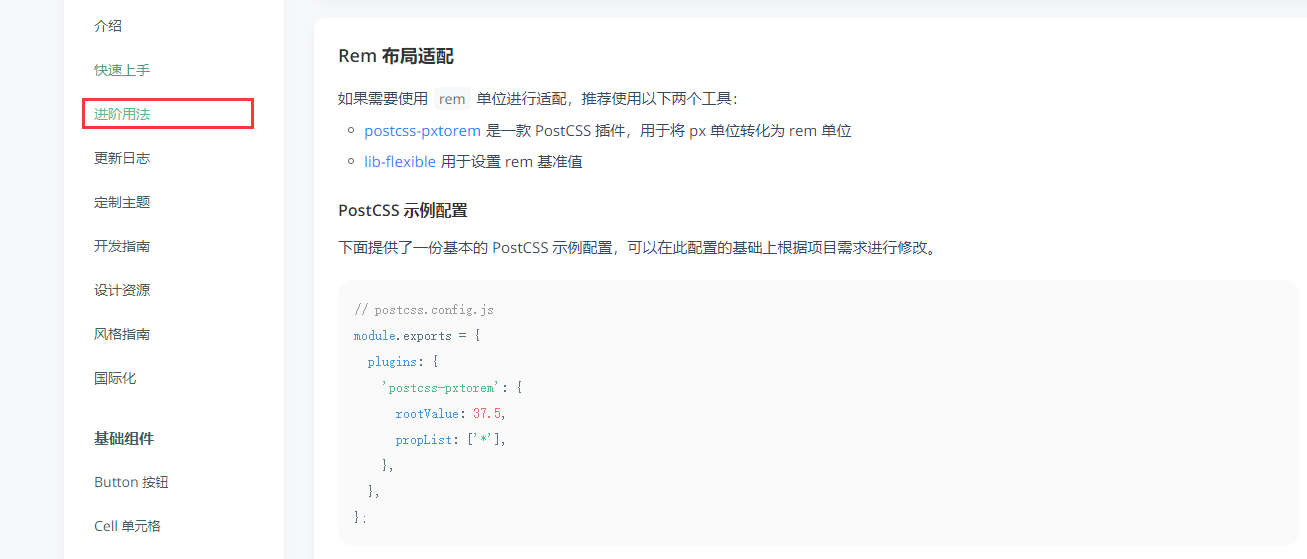 介绍
快速上手
进阶用法
更新日志
定制主题
开发指南
设计资源
风格指南
国际化
基础组件
Button 按钮
Cell 单元格
Rem 布局适配
如果需要使用 rem 单位进行适配，推荐使用以下两个工具：
postcss-pxtorem 是一款 PostCSS 插件，用于将 px 单位转化为 rem 单位
lib-flexible 用于设置 rem 基准值
PostCSS 示例配置
下面提供了一份基本的 PostCSS 示例配置，可以在此配置的基础上根据项目需求进行修改。
// postcss.config.js
module.exports = {
  plugins: {
    'postcss-pxtorem': {
      rootValue: 37.5,
      propList: ['*'],
    },
  },
};